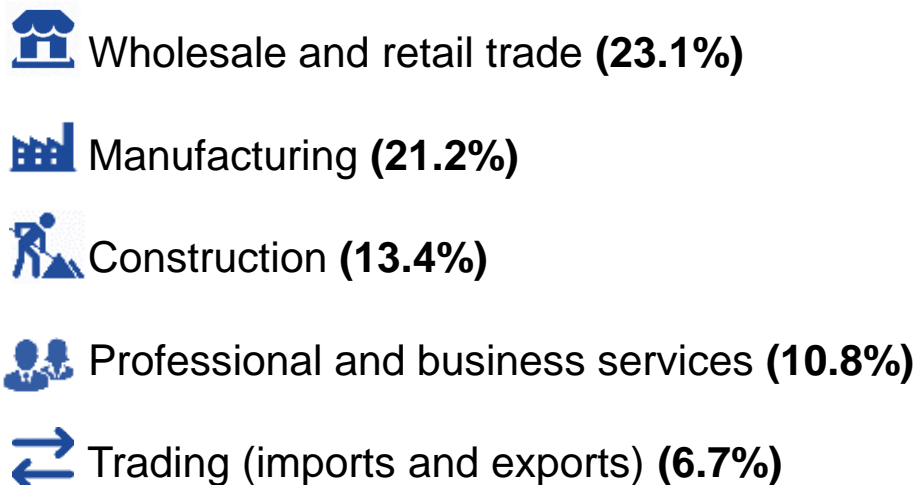 Wholesale and retail trade (23.1%)
Manufacturing (21.2%)
Construction (13.4%)
Professional and business services (10.8%)
Trading (imports and exports) (6.7%)